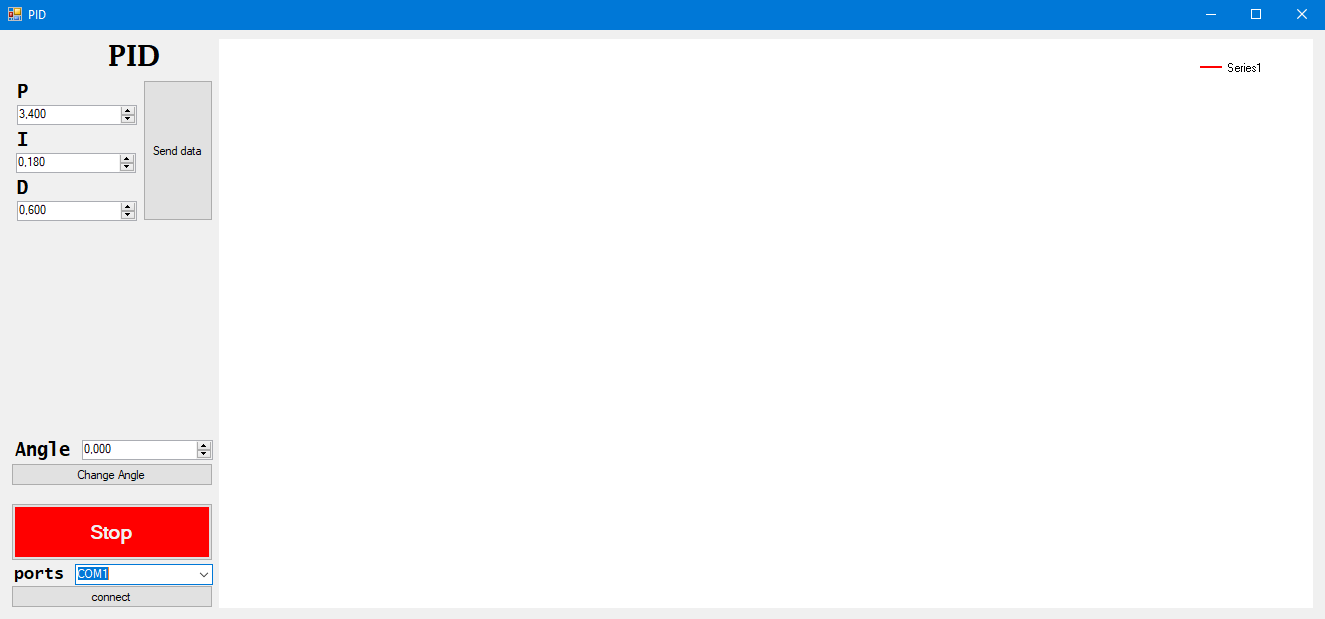 PID
PID
P
3,400
I
0,180
D
0,600
Send data
Series1
Angle 0,000
Change Angle
Stop
ports COM1
connect